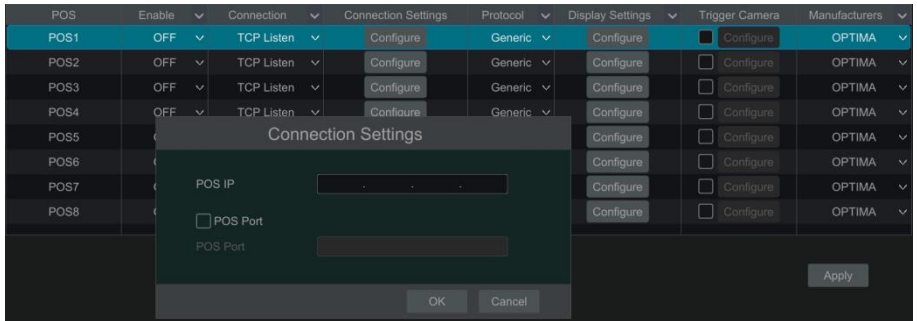 POS Enable Connection Connection Settings Protocol Display Settings Trigger Camera Manufacturers
POS1 OFF TCP Listen Configure Generic Configure Configure OPTIMA
POS2 OFF TCP Listen Configure Generic Configure Configure OPTIMA
POS3 OFF TCP Listen Configure Generic Configure Configure OPTIMA
POS4 OFF TCP Listen Configure Generic Configure Configure OPTIMA
POS5 Configure Configure OPTIMA
POS6 Configure Configure OPTIMA
POS7 Configure Configure OPTIMA
POS8 Configure Configure OPTIMA
Connection Settings
POS IP . . .
POS Port
POS Port
OK Cancel
Apply